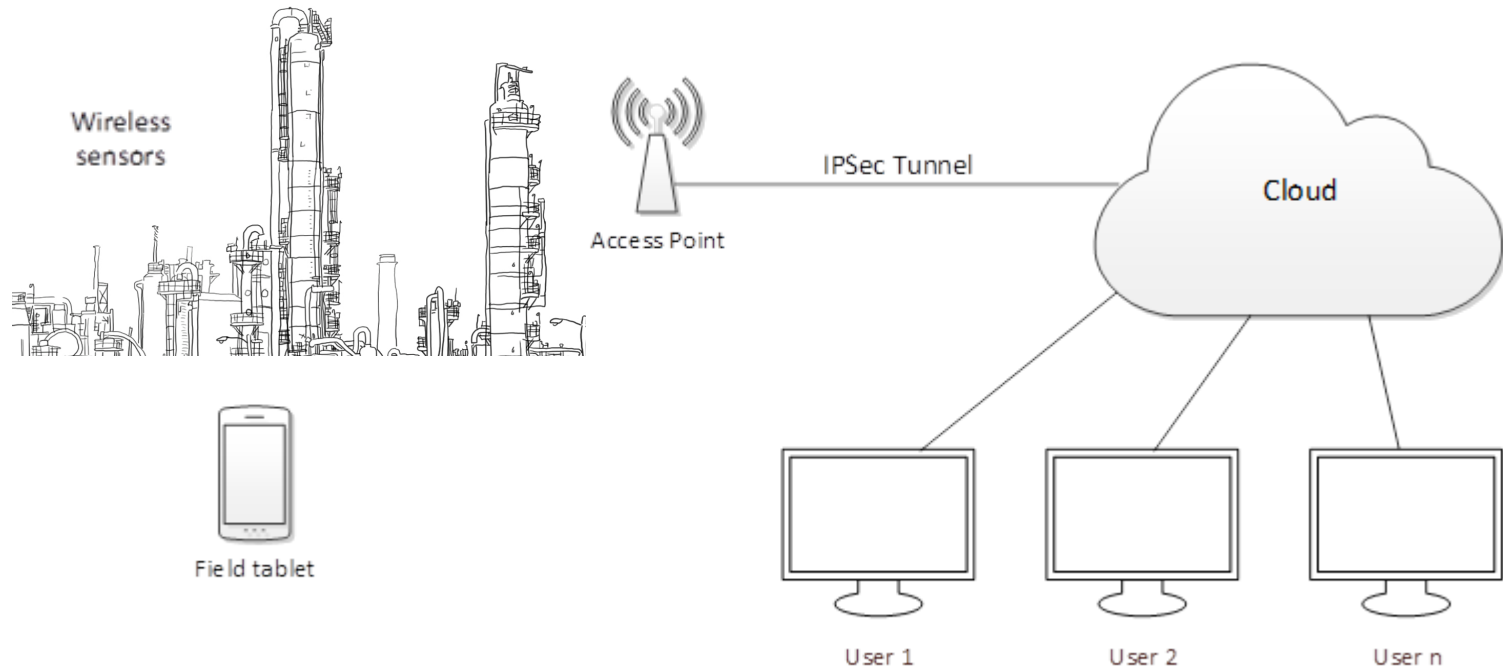 Wireless
sensors
IPSec Tunnel
Cloud
Access Point
Field tablet
User 1
User 2
User n